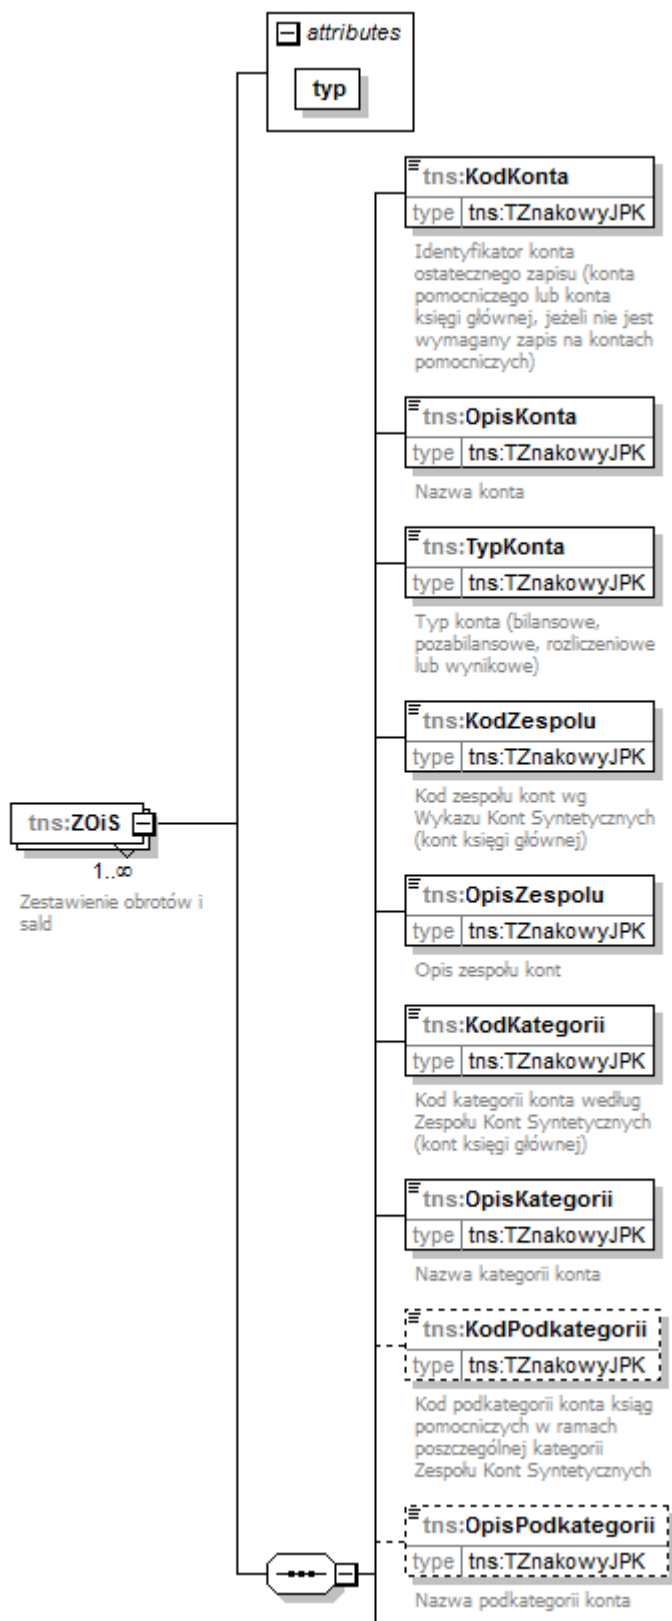 attributes
typ
tns:KodKonta
type tns:TZnakowyJPK
Identyfikator konta
ostatecznego zapisu (konta
pomocniczego lub konta
księgi głównej, jeżeli nie jest
wymagany zapis na kontach
pomocniczych)
tns:OpisKonta
type tns:TZnakowyJPK
Nazwa konta
tns:TypKonta
type tns:TZnakowyJPK
Typ konta (bilansowe,
pozabilansowe, rozliczeniowe
lub wynikowe)
tns:KodZespolu
type tns:TZnakowyJPK
Kod zespołu kont wg
Wykazu Kont Syntetycznych
(kont księgi głównej)
tns:ZOiS
1..∞
Zestawienie obrotów i
sald
tns:OpisZespolu
type tns:TZnakowyJPK
Opis zespołu kont
tns:KodKategorii
type tns:TZnakowyJPK
Kod kategorii konta według
Zespołu Kont Syntetycznych
(kont księgi głównej)
tns:OpisKategorii
type tns:TZnakowyJPK
Nazwa kategorii konta
tns:KodPodkategorii
type tns:TZnakowyJPK
Kod podkategorii konta ksiąg
pomocniczych w ramach
poszczególnej kategorii
Zespołu Kont Syntetycznych
tns:OpisPodkategorii
type tns:TZnakowyJPK
Nazwa podkategorii konta